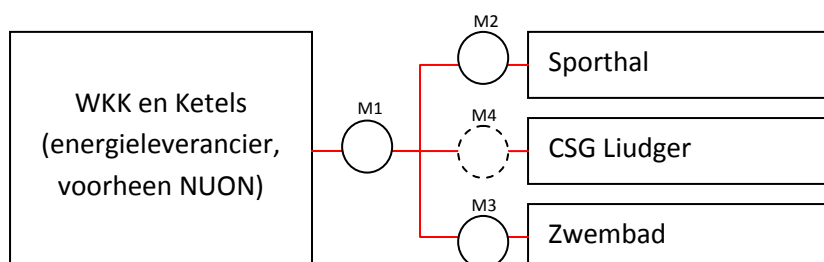 WKK en Ketels
(energieleverancier,
voorheen NUON)
M1
M2
Sporthal
M4
CSG Liudger
M3
Zwembad